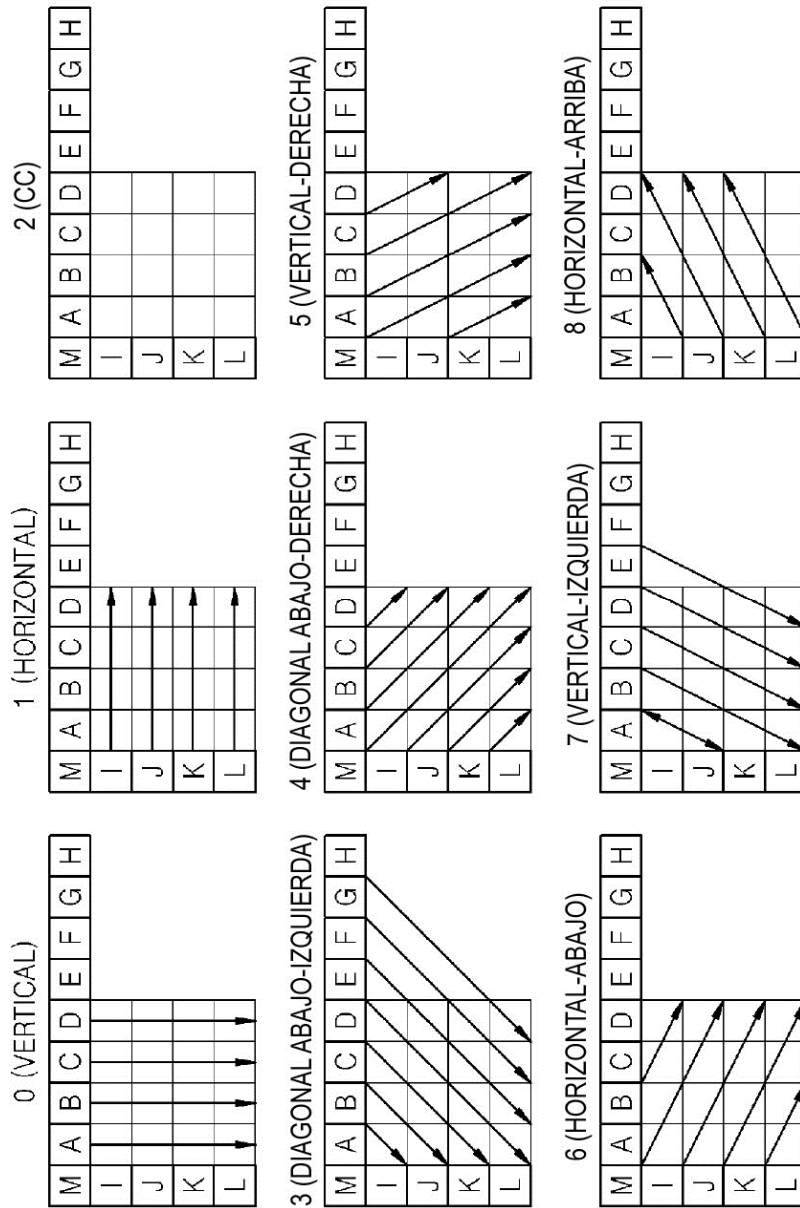 0 (VERTICAL)
M A B C D E F G H
I
J
K
L
1 (HORIZONTAL)
M A B C D E F G H
I
J
K
L
2 (CC)
M A B C D E F G H
I
J
K
L
3 (DIAGONAL ABAJO-IZQUIERDA)
M A B C D E F G H
I
J
K
L
4 (DIAGONAL ABAJO-DERECHA)
M A B C D E F G H
I
J
K
L
5 (VERTICAL-DERECHA)
M A B C D E F G H
I
J
K
L
6 (HORIZONTAL-ABAJO)
M A B C D E F G H
I
J
K
L
7 (VERTICAL-IZQUIERDA)
M A B C D E F G H
I
J
K
L
8 (HORIZONTAL-ARRIBA)
M A B C D E F G H
I
J
K
L